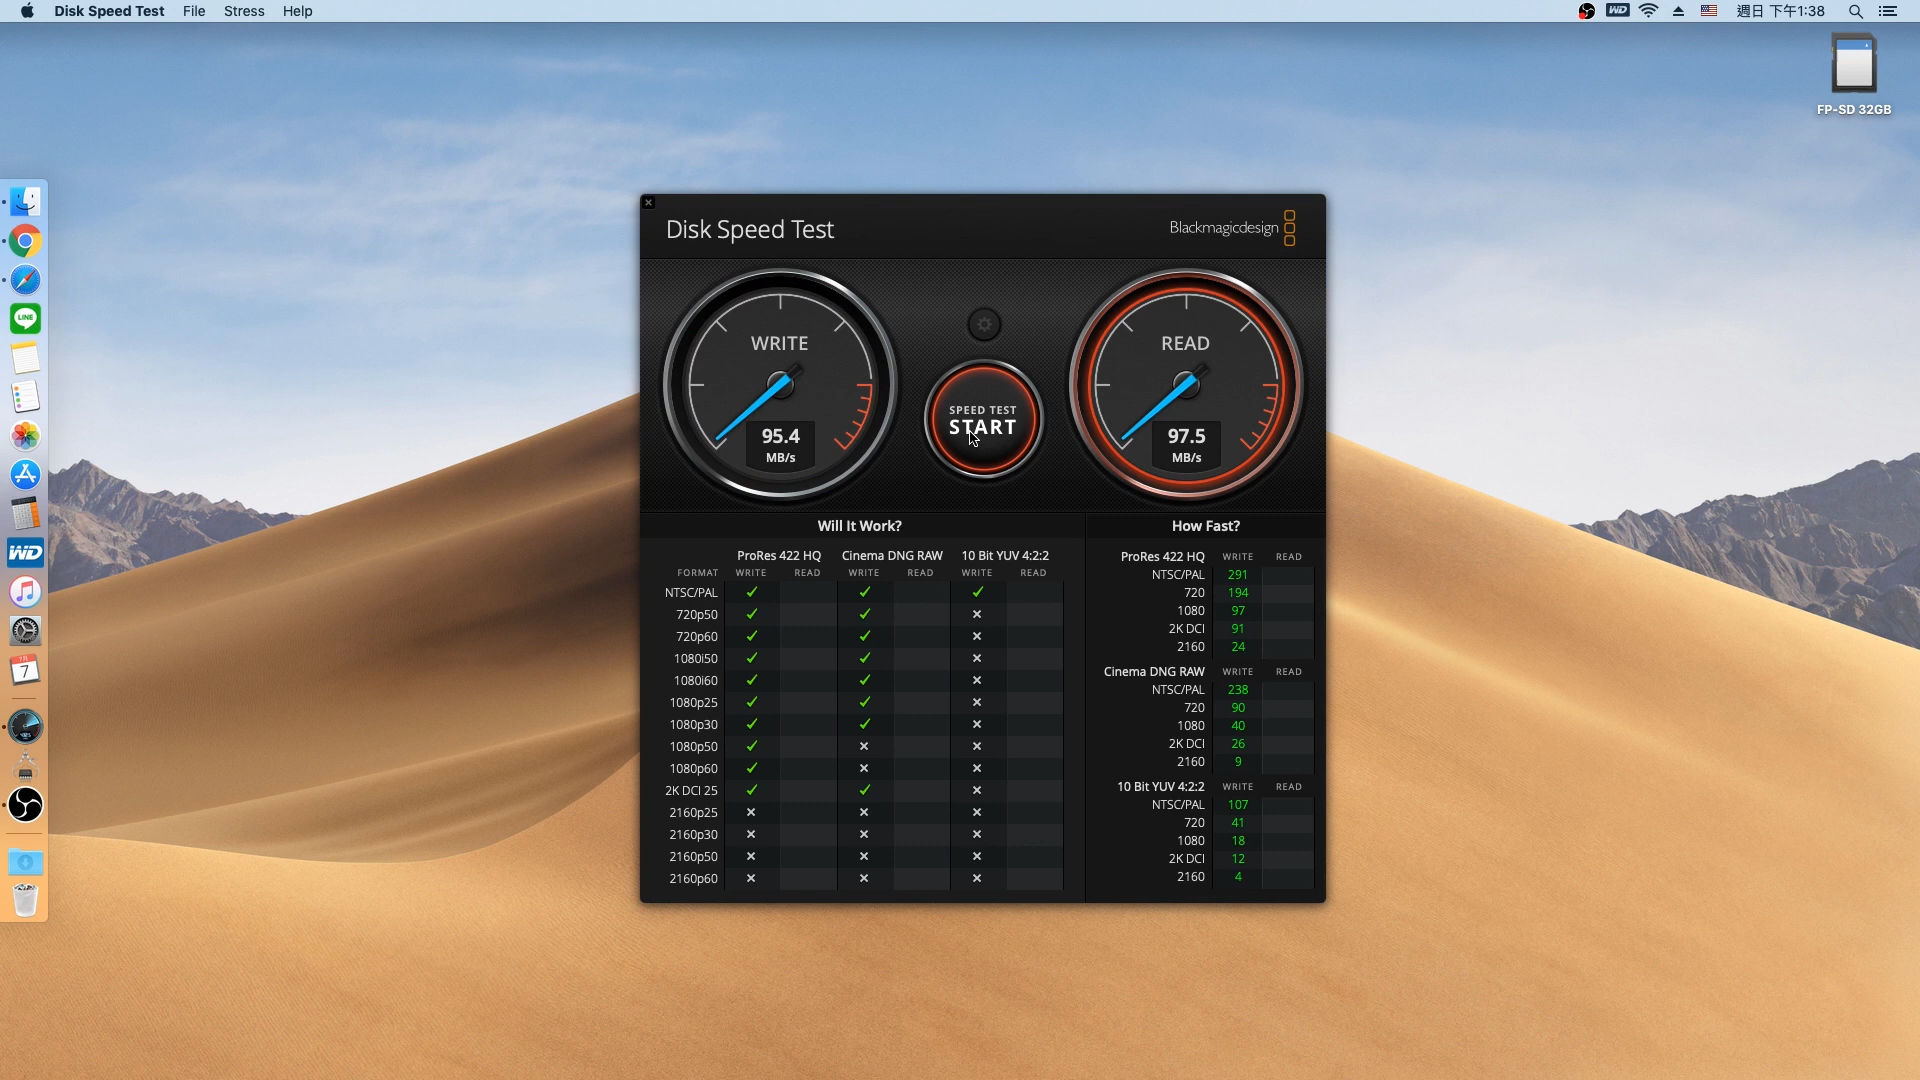 Disk Speed Test File Stress Help
WD 週日 下午1:38
FP-SD 32GB
LINE
WD
7月
7
Disk Speed Test
Blackmagicdesign
WRITE
95.4
MB/s
SPEED TEST
START
READ
97.5
MB/s
Will It Work?
ProRes 422 HQ Cinema DNG RAW 10 Bit YUV 4:2:2
FORMAT WRITE READ WRITE READ WRITE READ
NTSC/PAL ✓ ✓ ✓
720p50 ✓ ✓ ×
720p60 ✓ ✓ ×
1080i50 ✓ ✓ ×
1080i60 ✓ ✓ ×
1080p25 ✓ ✓ ×
1080p30 ✓ ✓ ×
1080p50 ✓ × ×
1080p60 ✓ × ×
2K DCI 25 ✓ ✓ ×
2160p25 × × ×
2160p30 × × ×
2160p50 × × ×
2160p60 × × ×
How Fast?
ProRes 422 HQ WRITE READ
NTSC/PAL 291
720 194
1080 97
2K DCI 91
2160 24
Cinema DNG RAW WRITE READ
NTSC/PAL 238
720 90
1080 40
2K DCI 26
2160 9
10 Bit YUV 4:2:2 WRITE READ
NTSC/PAL 107
720 41
1080 18
2K DCI 12
2160 4